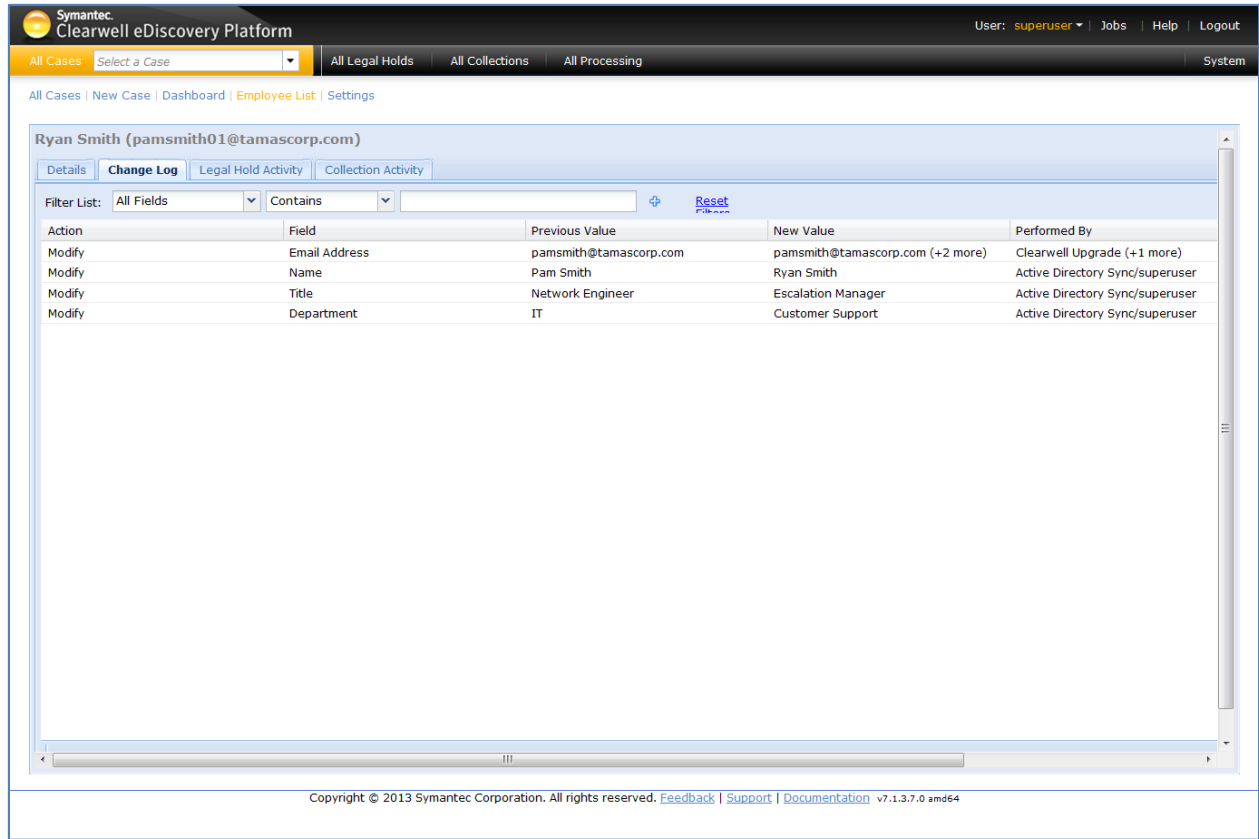 Symantec.
Clearwell eDiscovery Platform
User: superuser | Jobs | Help | Logout
All Cases Select a Case All Legal Holds All Collections All Processing System
All Cases | New Case | Dashboard | Employee List | Settings
Ryan Smith (pamsmith01@tamascorp.com)
Details Change Log Legal Hold Activity Collection Activity
Filter List: All Fields Contains Reset Filters
Action Field Previous Value New Value Performed By
Modify Email Address pamsmith@tamascorp.com pamsmith@tamascorp.com (+2 more) Clearwell Upgrade (+1 more)
Modify Name Pam Smith Ryan Smith Active Directory Sync/superuser
Modify Title Network Engineer Escalation Manager Active Directory Sync/superuser
Modify Department IT Customer Support Active Directory Sync/superuser
Copyright © 2013 Symantec Corporation. All rights reserved. Feedback | Support | Documentation v7.1.3.7.0 amd64